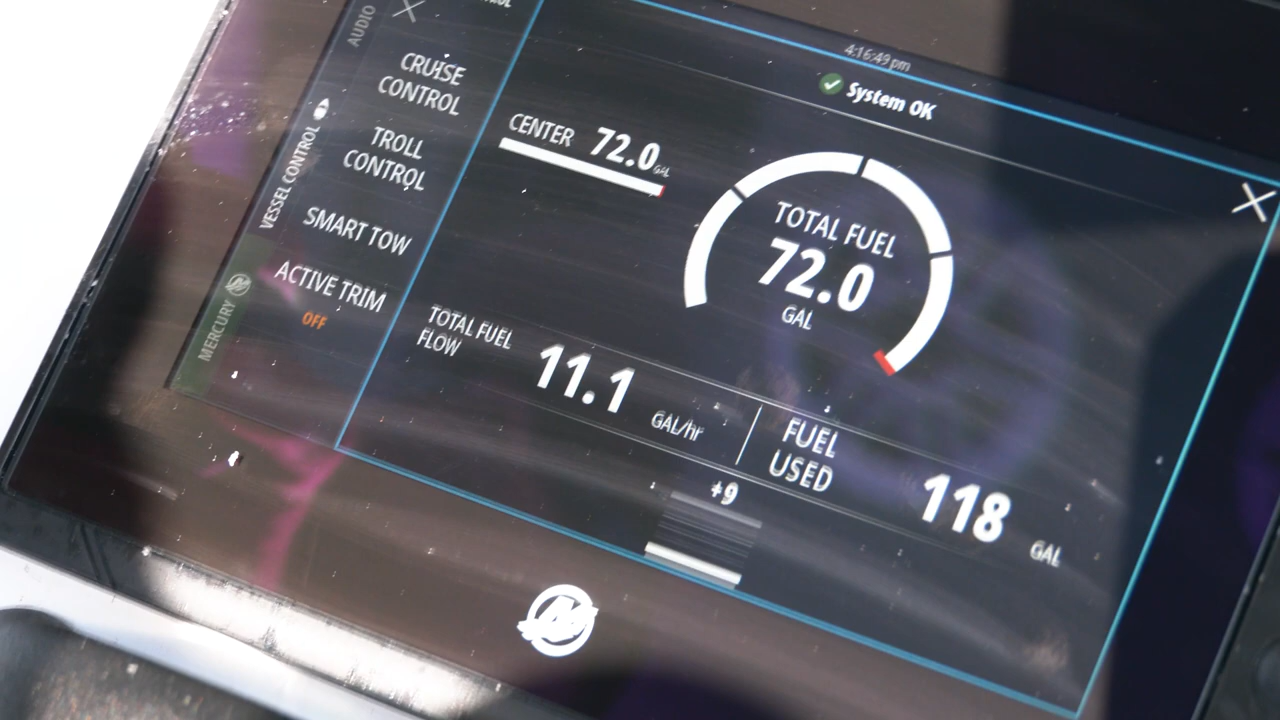 4:16:49 pm
System OK
AUDIO
CRUISE
CONTROL
TROLL
CONTROL
SMART TOW
ACTIVE TRIM
OFF
VESSEL CONTROL
MERCURY
CENTER 72.0 GAL
TOTAL FUEL
72.0
GAL
TOTAL FUEL
FLOW
11.1 GAL/hr
FUEL
USED
118 GAL
+9